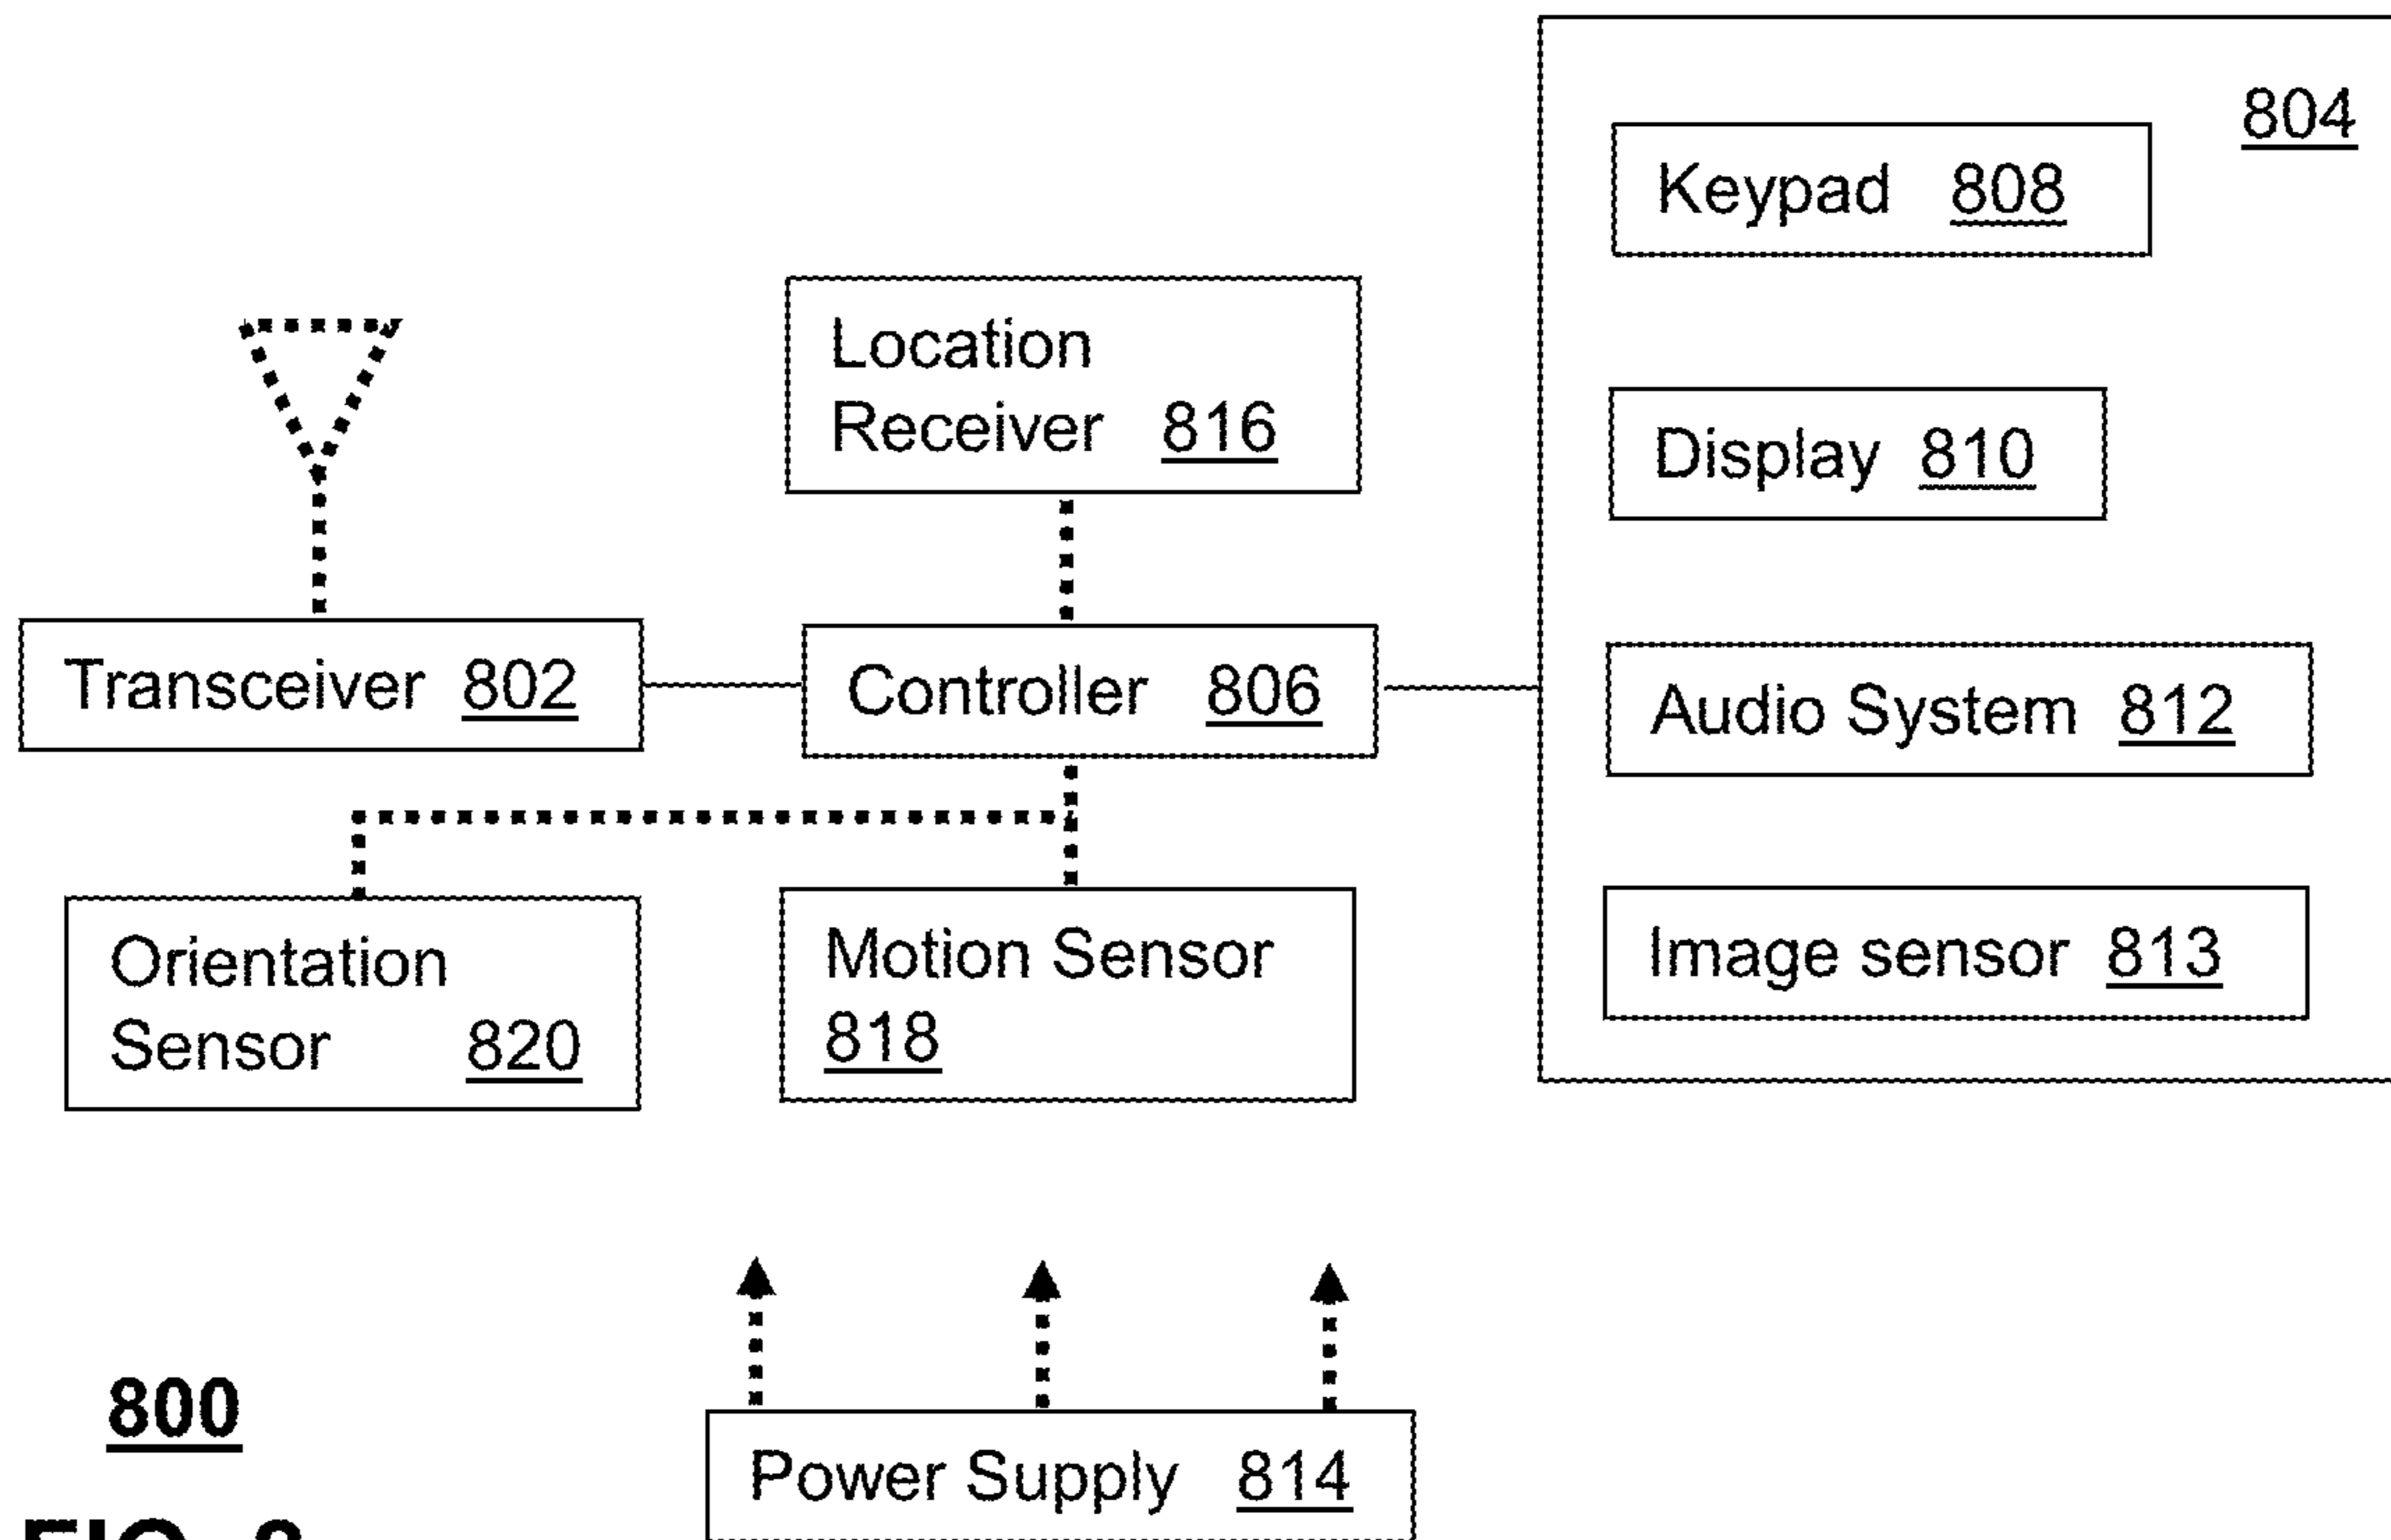 804
Keypad 808
Location
Receiver 816
Display 810
Transceiver 802
Controller 806
Audio System 812
Orientation
Sensor 820
Motion Sensor
818
Image sensor 813
800
Power Supply 814